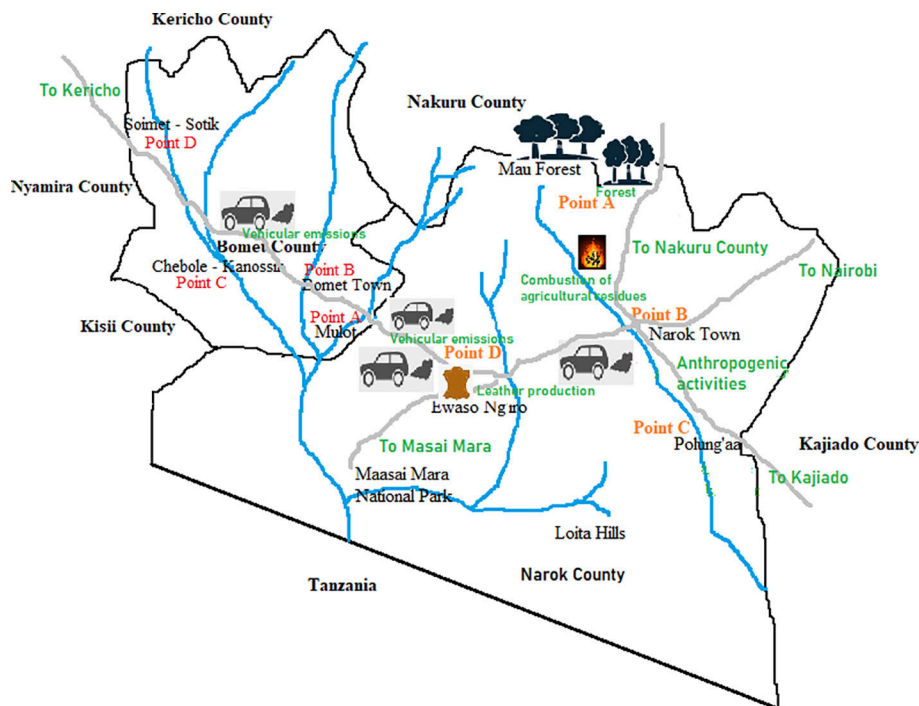 Kericho County
To Kericho
Nakuru County
Soimet - Sotik
Point D
Mau Forest
Forest
Point A
Nyamira County
Vehicular emissions
Bomet County
To Nakuru County
Chebole - Kanossin
Point C
Point B
Bomet Town
To Nairobi
Combustion of
agricultural residues
Kisii County
Point A
Mulot
Point B
Narok Town
Vehicular emissions
Point D
Anthropogenic
activities
Leather production
Ewaso Ngiro
Point C
To Masai Mara
Polung'aa
Kajiado County
Maasai Mara
National Park
To Kajiado
Loita Hills
Tanzania
Narok County